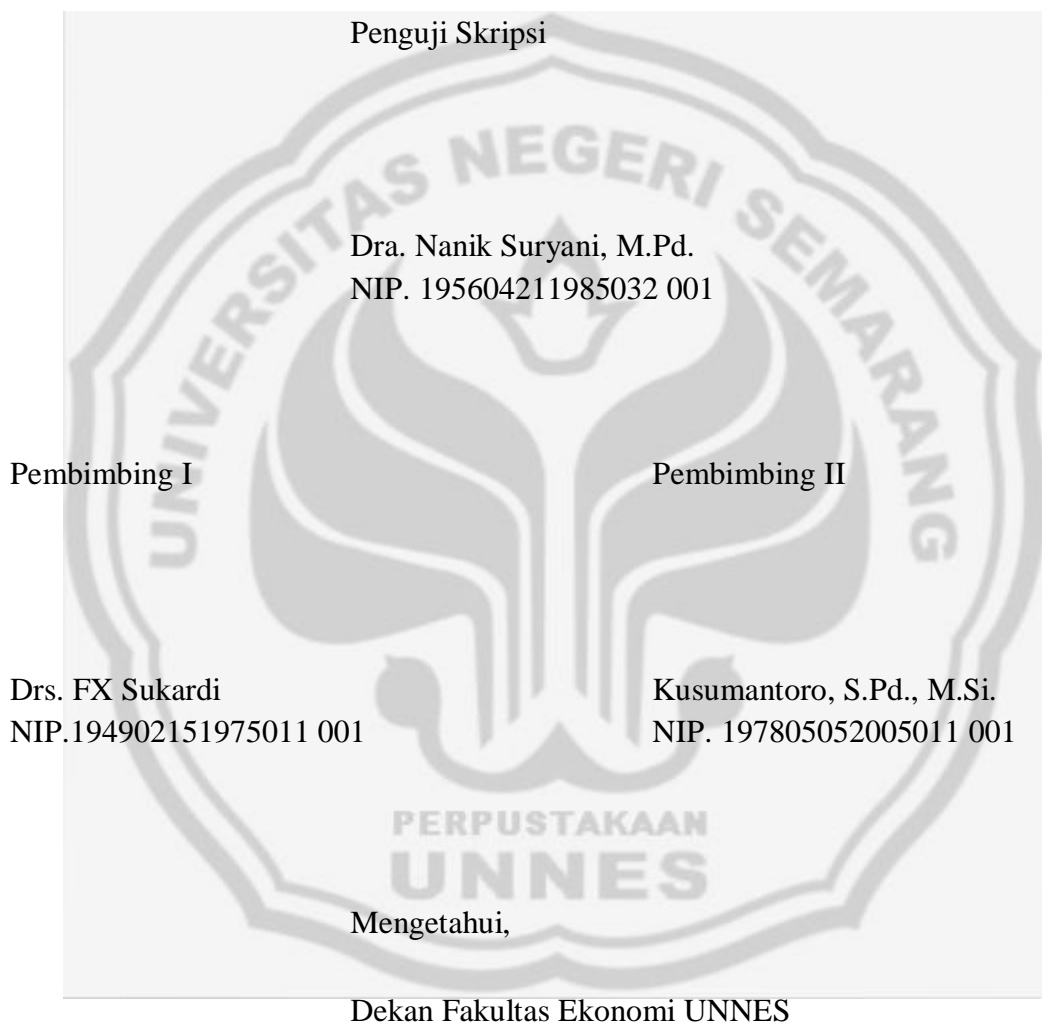 Penguji Skripsi
UNIVERSITAS NEGERI SEMARANG
Dra. Nanik Suryani, M.Pd.
NIP. 195604211985032 001
Pembimbing I
Pembimbing II
Drs. FX Sukardi
NIP.194902151975011 001
Kusumantoro, S.Pd., M.Si.
NIP. 197805052005011 001
PERPUSTAKAAN
UNNES
Mengetahui,
Dekan Fakultas Ekonomi UNNES